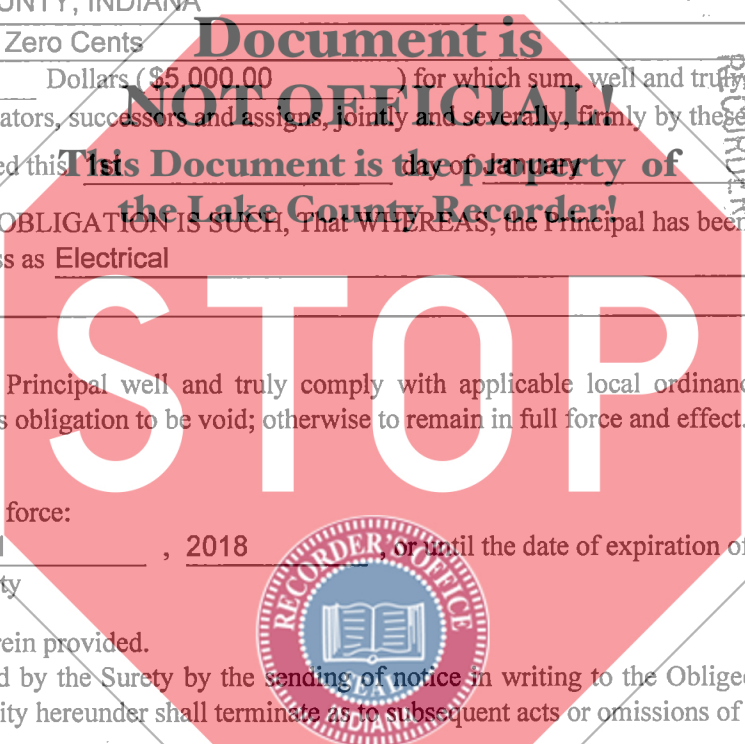 UNTY, INDIANA
Document is
Zero Cents
Dollars ($5,000.00 ) for which sum, well and truly
NOT OFFICIAL!
ators, successors and assigns, jointly and severally, firmly by these
ed this 1st day of January
This Document is the property of
the Lake County Recorder!
OBLIGATION IS SUCH, That WHEREAS, the Principal has been
ss as Electrical
STOP
Principal well and truly comply with applicable local ordinanc
s obligation to be void; otherwise to remain in full force and effect.
force:
, 2018 , or until the date of expiration of
ty
rein provided.
d by the Surety by the sending of notice in writing to the Obligee
ity hereunder shall terminate as to subsequent acts or omissions of
RECORDER'S OFFICE
SEAL
INDIANA
RECORDER